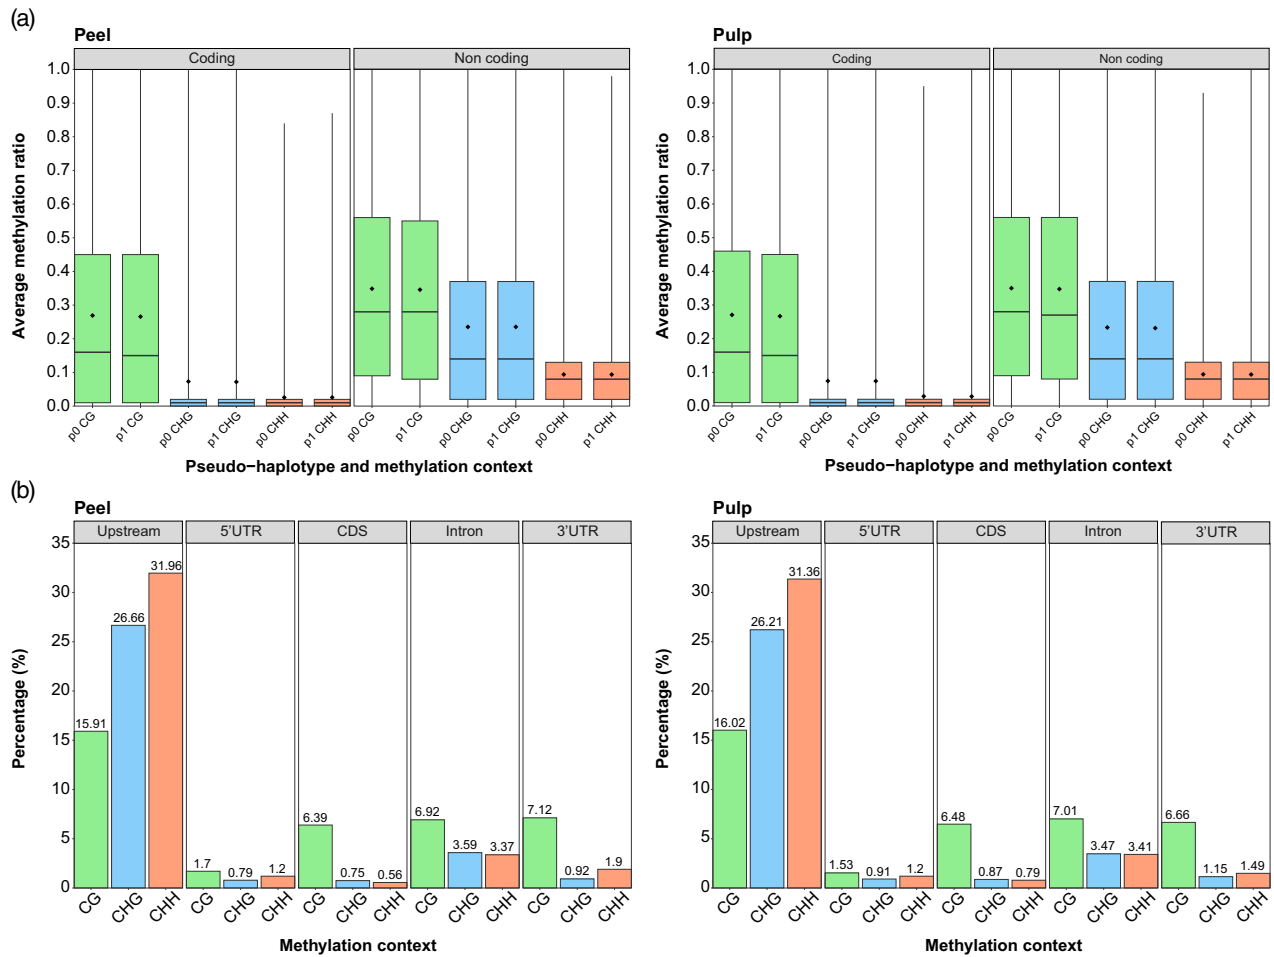 (a)
Peel
Coding
Non coding
Average methylation ratio
1.0
0.9
0.8
0.7
0.6
0.5
0.4
0.3
0.2
0.1
0.0
p0 CG
p1 CG
p0 CHG
p1 CHG
p0 CHH
p1 CHH
p0 CG
p1 CG
p0 CHG
p1 CHG
p0 CHH
p1 CHH
Pseudo-haplotype and methylation context
Pulp
Coding
Non coding
Average methylation ratio
1.0
0.9
0.8
0.7
0.6
0.5
0.4
0.3
0.2
0.1
0.0
p0 CG
p1 CG
p0 CHG
p1 CHG
p0 CHH
p1 CHH
p0 CG
p1 CG
p0 CHG
p1 CHG
p0 CHH
p1 CHH
Pseudo-haplotype and methylation context
(b)
Peel
Upstream
5'UTR
CDS
Intron
3'UTR
Percentage (%)
35
30
25
20
15
10
5
0
15.91
26.66
31.96
1.7
0.79
1.2
6.39
0.75
0.56
6.92
3.59
3.37
7.12
0.92
1.9
CG
CHG
CHH
CG
CHG
CHH
CG
CHG
CHH
CG
CHG
CHH
CG
CHG
CHH
Methylation context
Pulp
Upstream
5'UTR
CDS
Intron
3'UTR
Percentage (%)
35
30
25
20
15
10
5
0
16.02
26.21
31.36
1.53
0.91
1.2
6.48
0.87
0.79
7.01
3.47
3.41
6.66
1.15
1.49
CG
CHG
CHH
CG
CHG
CHH
CG
CHG
CHH
CG
CHG
CHH
CG
CHG
CHH
Methylation context